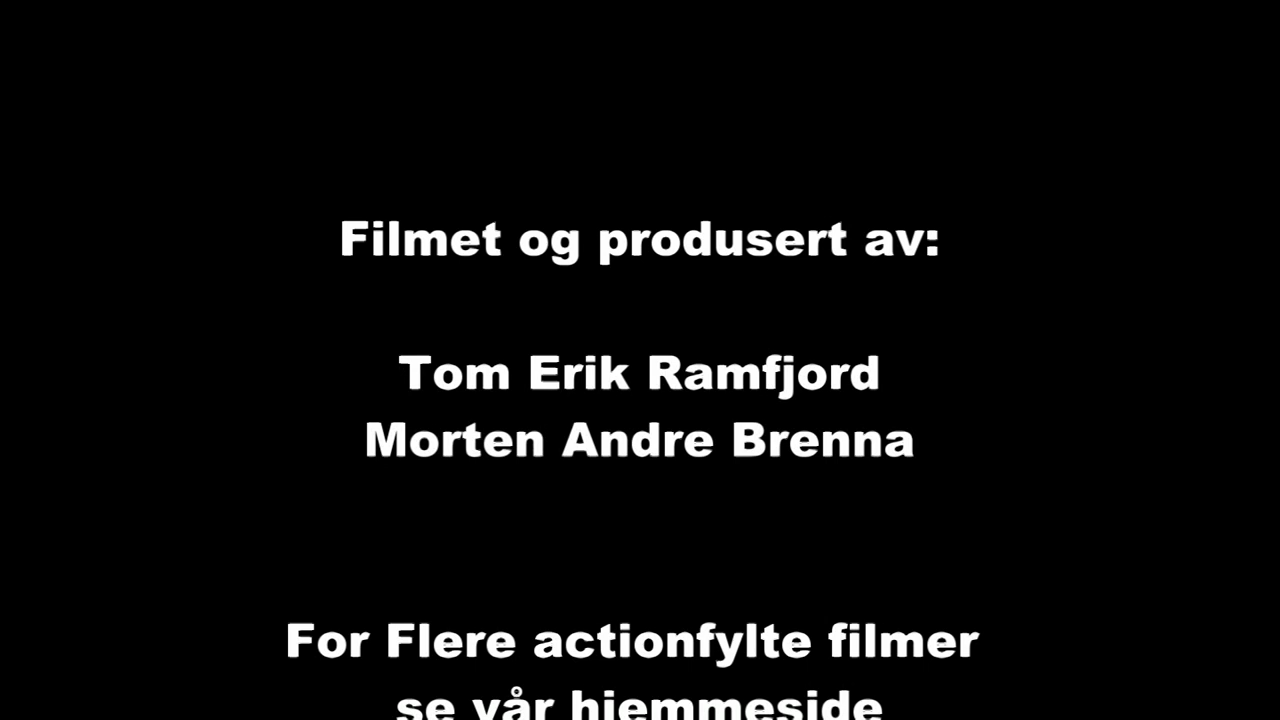 Filmet og produsert av:
Tom Erik Ramfjord
Morten Andre Brenna
For Flere actionfylte filmer
se vår hjemmeside